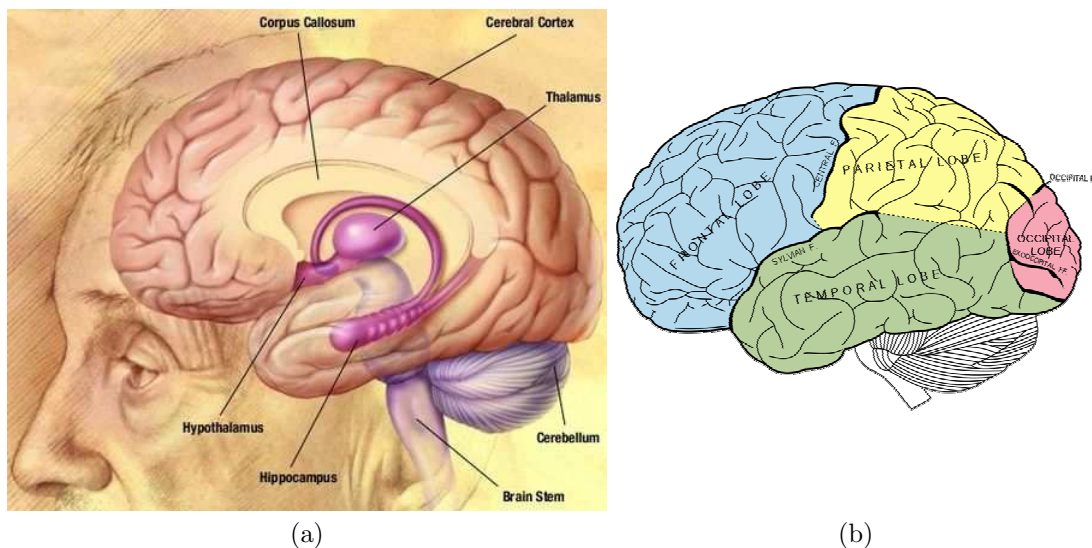 Corpus Callosum
Cerebral Cortex
Thalamus
Hypothalamus
Hippocampus
Cerebellum
Brain Stem
(a)
FRONTAL LOBE
CENTRAL F.
PARIETAL LOBE
OCCIPITAL
OCCIPITAL
LOBE
SYLVIAN F.
TEMPORAL LOBE
(b)